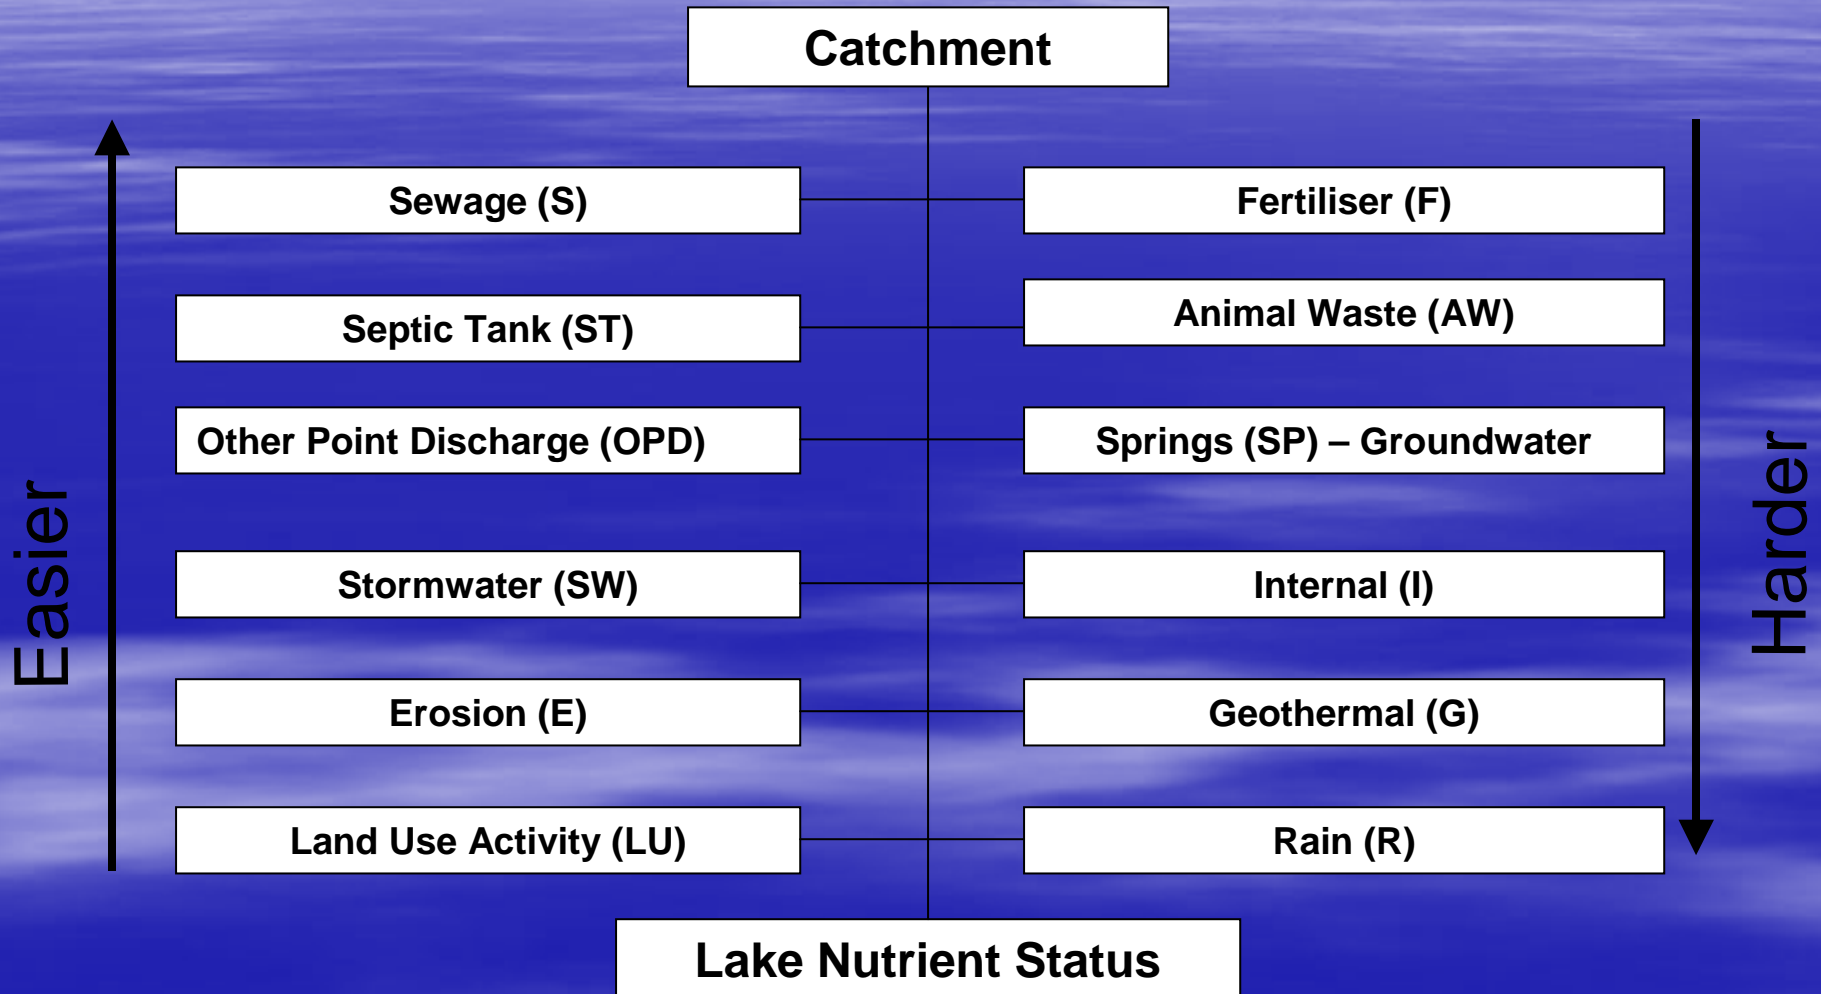 Catchment
Sewage (S)
Fertiliser (F)
Septic Tank (ST)
Animal Waste (AW)
Other Point Discharge (OPD)
Springs (SP) – Groundwater
Easier
Harder
Stormwater (SW)
Internal (I)
Erosion (E)
Geothermal (G)
Land Use Activity (LU)
Rain (R)
Lake Nutrient Status